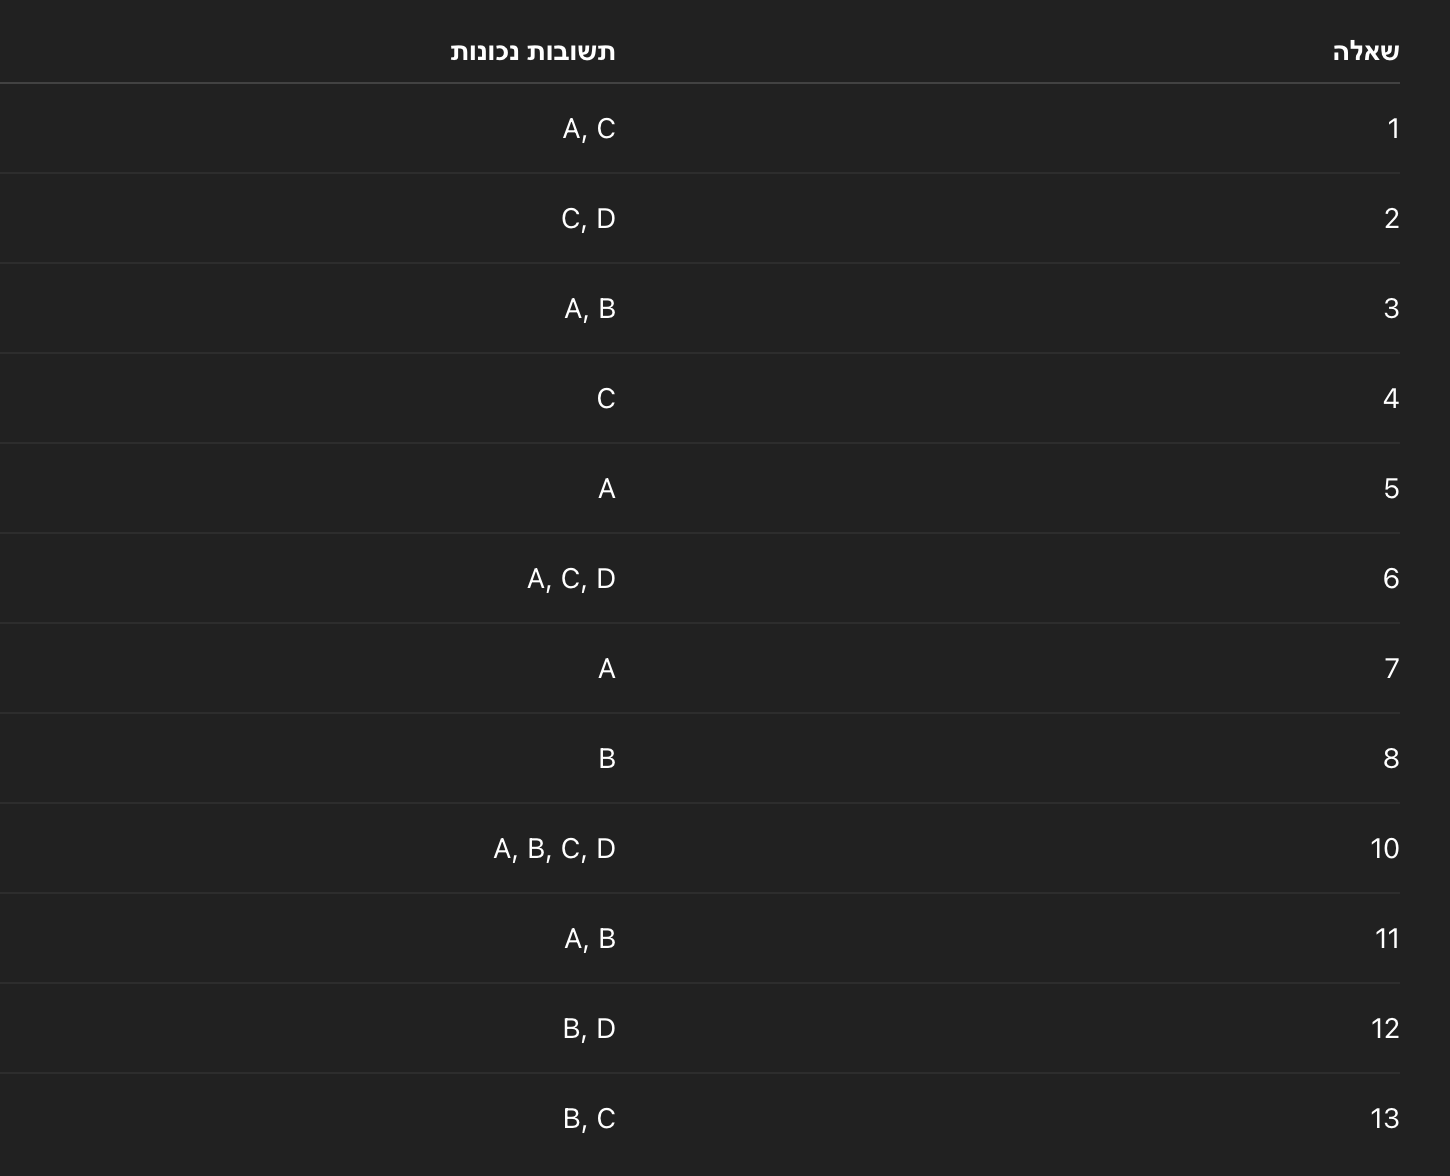 שאלה תשובות נכונות
1 A, C
2 C, D
3 A, B
4 C
5 A
6 A, C, D
7 A
8 B
10 A, B, C, D
11 A, B
12 B, D
13 B, C